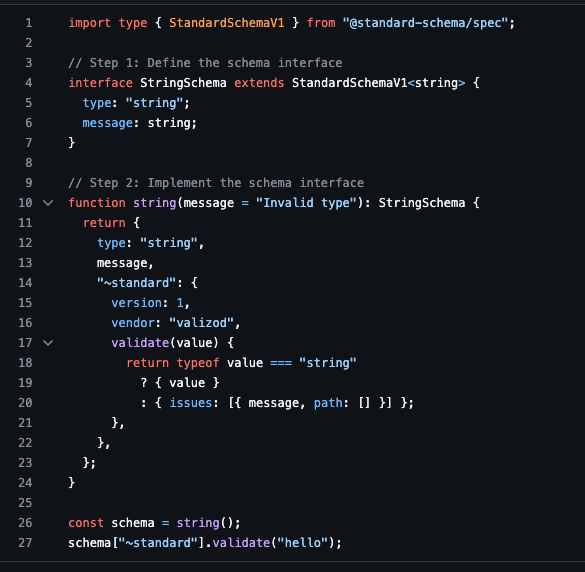 1 import type { StandardSchemaV1 } from "@standard-schema/spec";
2
3 // Step 1: Define the schema interface
4 interface StringSchema extends StandardSchemaV1<string> {
5   type: "string";
6   message: string;
7 }
8
9 // Step 2: Implement the schema interface
10 function string(message = "Invalid type"): StringSchema {
11   return {
12     type: "string",
13     message,
14     "~standard": {
15       version: 1,
16       vendor: "valizod",
17       validate(value) {
18         return typeof value === "string"
19           ? { value }
20           : { issues: [{ message, path: [] }] };
21       },
22     },
23   };
24 }
25
26 const schema = string();
27 schema["~standard"].validate("hello");